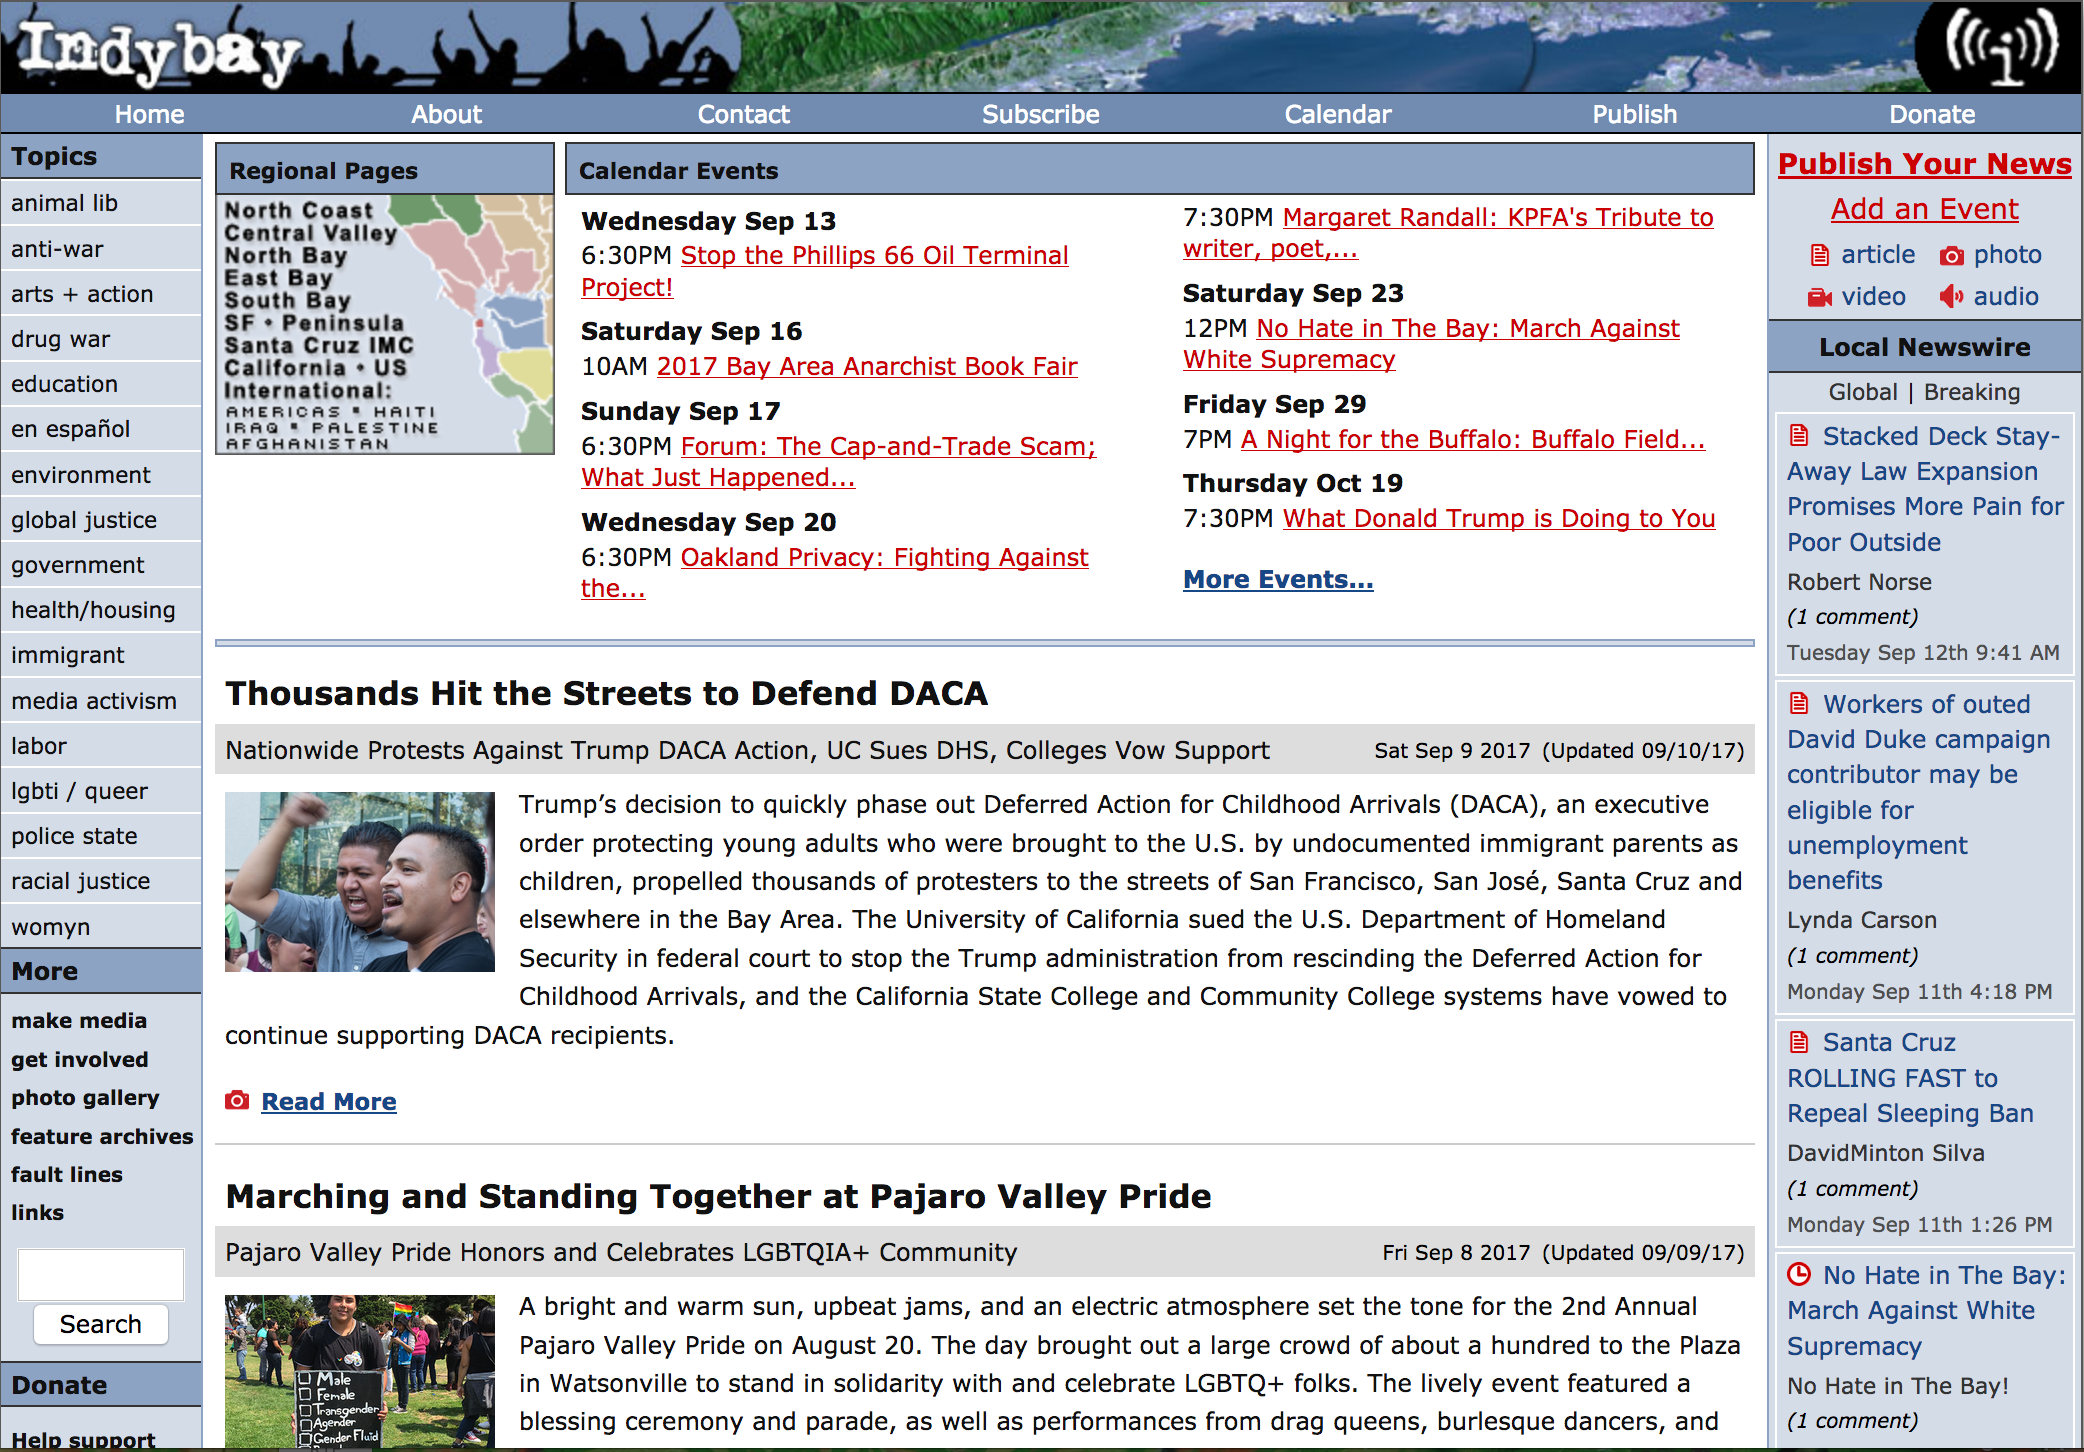 Indybay
Home
About
Contact
Subscribe
Calendar
Publish
Donate
Topics
animal lib
anti-war
arts + action
drug war
education
en español
environment
global justice
government
health/housing
immigrant
media activism
labor
lgbti / queer
police state
racial justice
womyn
More
make media
get involved
photo gallery
feature archives
fault lines
links
Search
Donate
Help support
Regional Pages
North Coast
Central Valley
North Bay
East Bay
South Bay
SF • Peninsula
Santa Cruz IMC
California • US
International:
AMERICAS • HAITI
IRAQ • PALESTINE
AFGHANISTAN
Calendar Events
Wednesday Sep 13
6:30PM Stop the Phillips 66 Oil Terminal
Project!
Saturday Sep 16
10AM 2017 Bay Area Anarchist Book Fair
Sunday Sep 17
6:30PM Forum: The Cap-and-Trade Scam;
What Just Happened...
Wednesday Sep 20
6:30PM Oakland Privacy: Fighting Against
the...
7:30PM Margaret Randall: KPFA's Tribute to
writer, poet,...
Saturday Sep 23
12PM No Hate in The Bay: March Against
White Supremacy
Friday Sep 29
7PM A Night for the Buffalo: Buffalo Field...
Thursday Oct 19
7:30PM What Donald Trump is Doing to You
More Events...
Thousands Hit the Streets to Defend DACA
Nationwide Protests Against Trump DACA Action, UC Sues DHS, Colleges Vow Support
Sat Sep 9 2017 (Updated 09/10/17)
Trump’s decision to quickly phase out Deferred Action for Childhood Arrivals (DACA), an executive
order protecting young adults who were brought to the U.S. by undocumented immigrant parents as
children, propelled thousands of protesters to the streets of San Francisco, San José, Santa Cruz and
elsewhere in the Bay Area. The University of California sued the U.S. Department of Homeland
Security in federal court to stop the Trump administration from rescinding the Deferred Action for
Childhood Arrivals, and the California State College and Community College systems have vowed to
continue supporting DACA recipients.
Read More
Marching and Standing Together at Pajaro Valley Pride
Pajaro Valley Pride Honors and Celebrates LGBTQIA+ Community
Fri Sep 8 2017 (Updated 09/09/17)
Male
Female
Transgender
Agender
Gender Fluid
A bright and warm sun, upbeat jams, and an electric atmosphere set the tone for the 2nd Annual
Pajaro Valley Pride on August 20. The day brought out a large crowd of about a hundred to the Plaza
in Watsonville to stand in solidarity with and celebrate LGBTQ+ folks. The lively event featured a
blessing ceremony and parade, as well as performances from drag queens, burlesque dancers, and
Publish Your News
Add an Event
article
photo
video
audio
Local Newswire
Global | Breaking
Stacked Deck Stay-
Away Law Expansion
Promises More Pain for
Poor Outside
Robert Norse
(1 comment)
Tuesday Sep 12th 9:41 AM
Workers of outed
David Duke campaign
contributor may be
eligible for
unemployment
benefits
Lynda Carson
(1 comment)
Monday Sep 11th 4:18 PM
Santa Cruz
ROLLING FAST to
Repeal Sleeping Ban
DavidMinton Silva
(1 comment)
Monday Sep 11th 1:26 PM
No Hate in The Bay:
March Against White
Supremacy
No Hate in The Bay!
(1 comment)